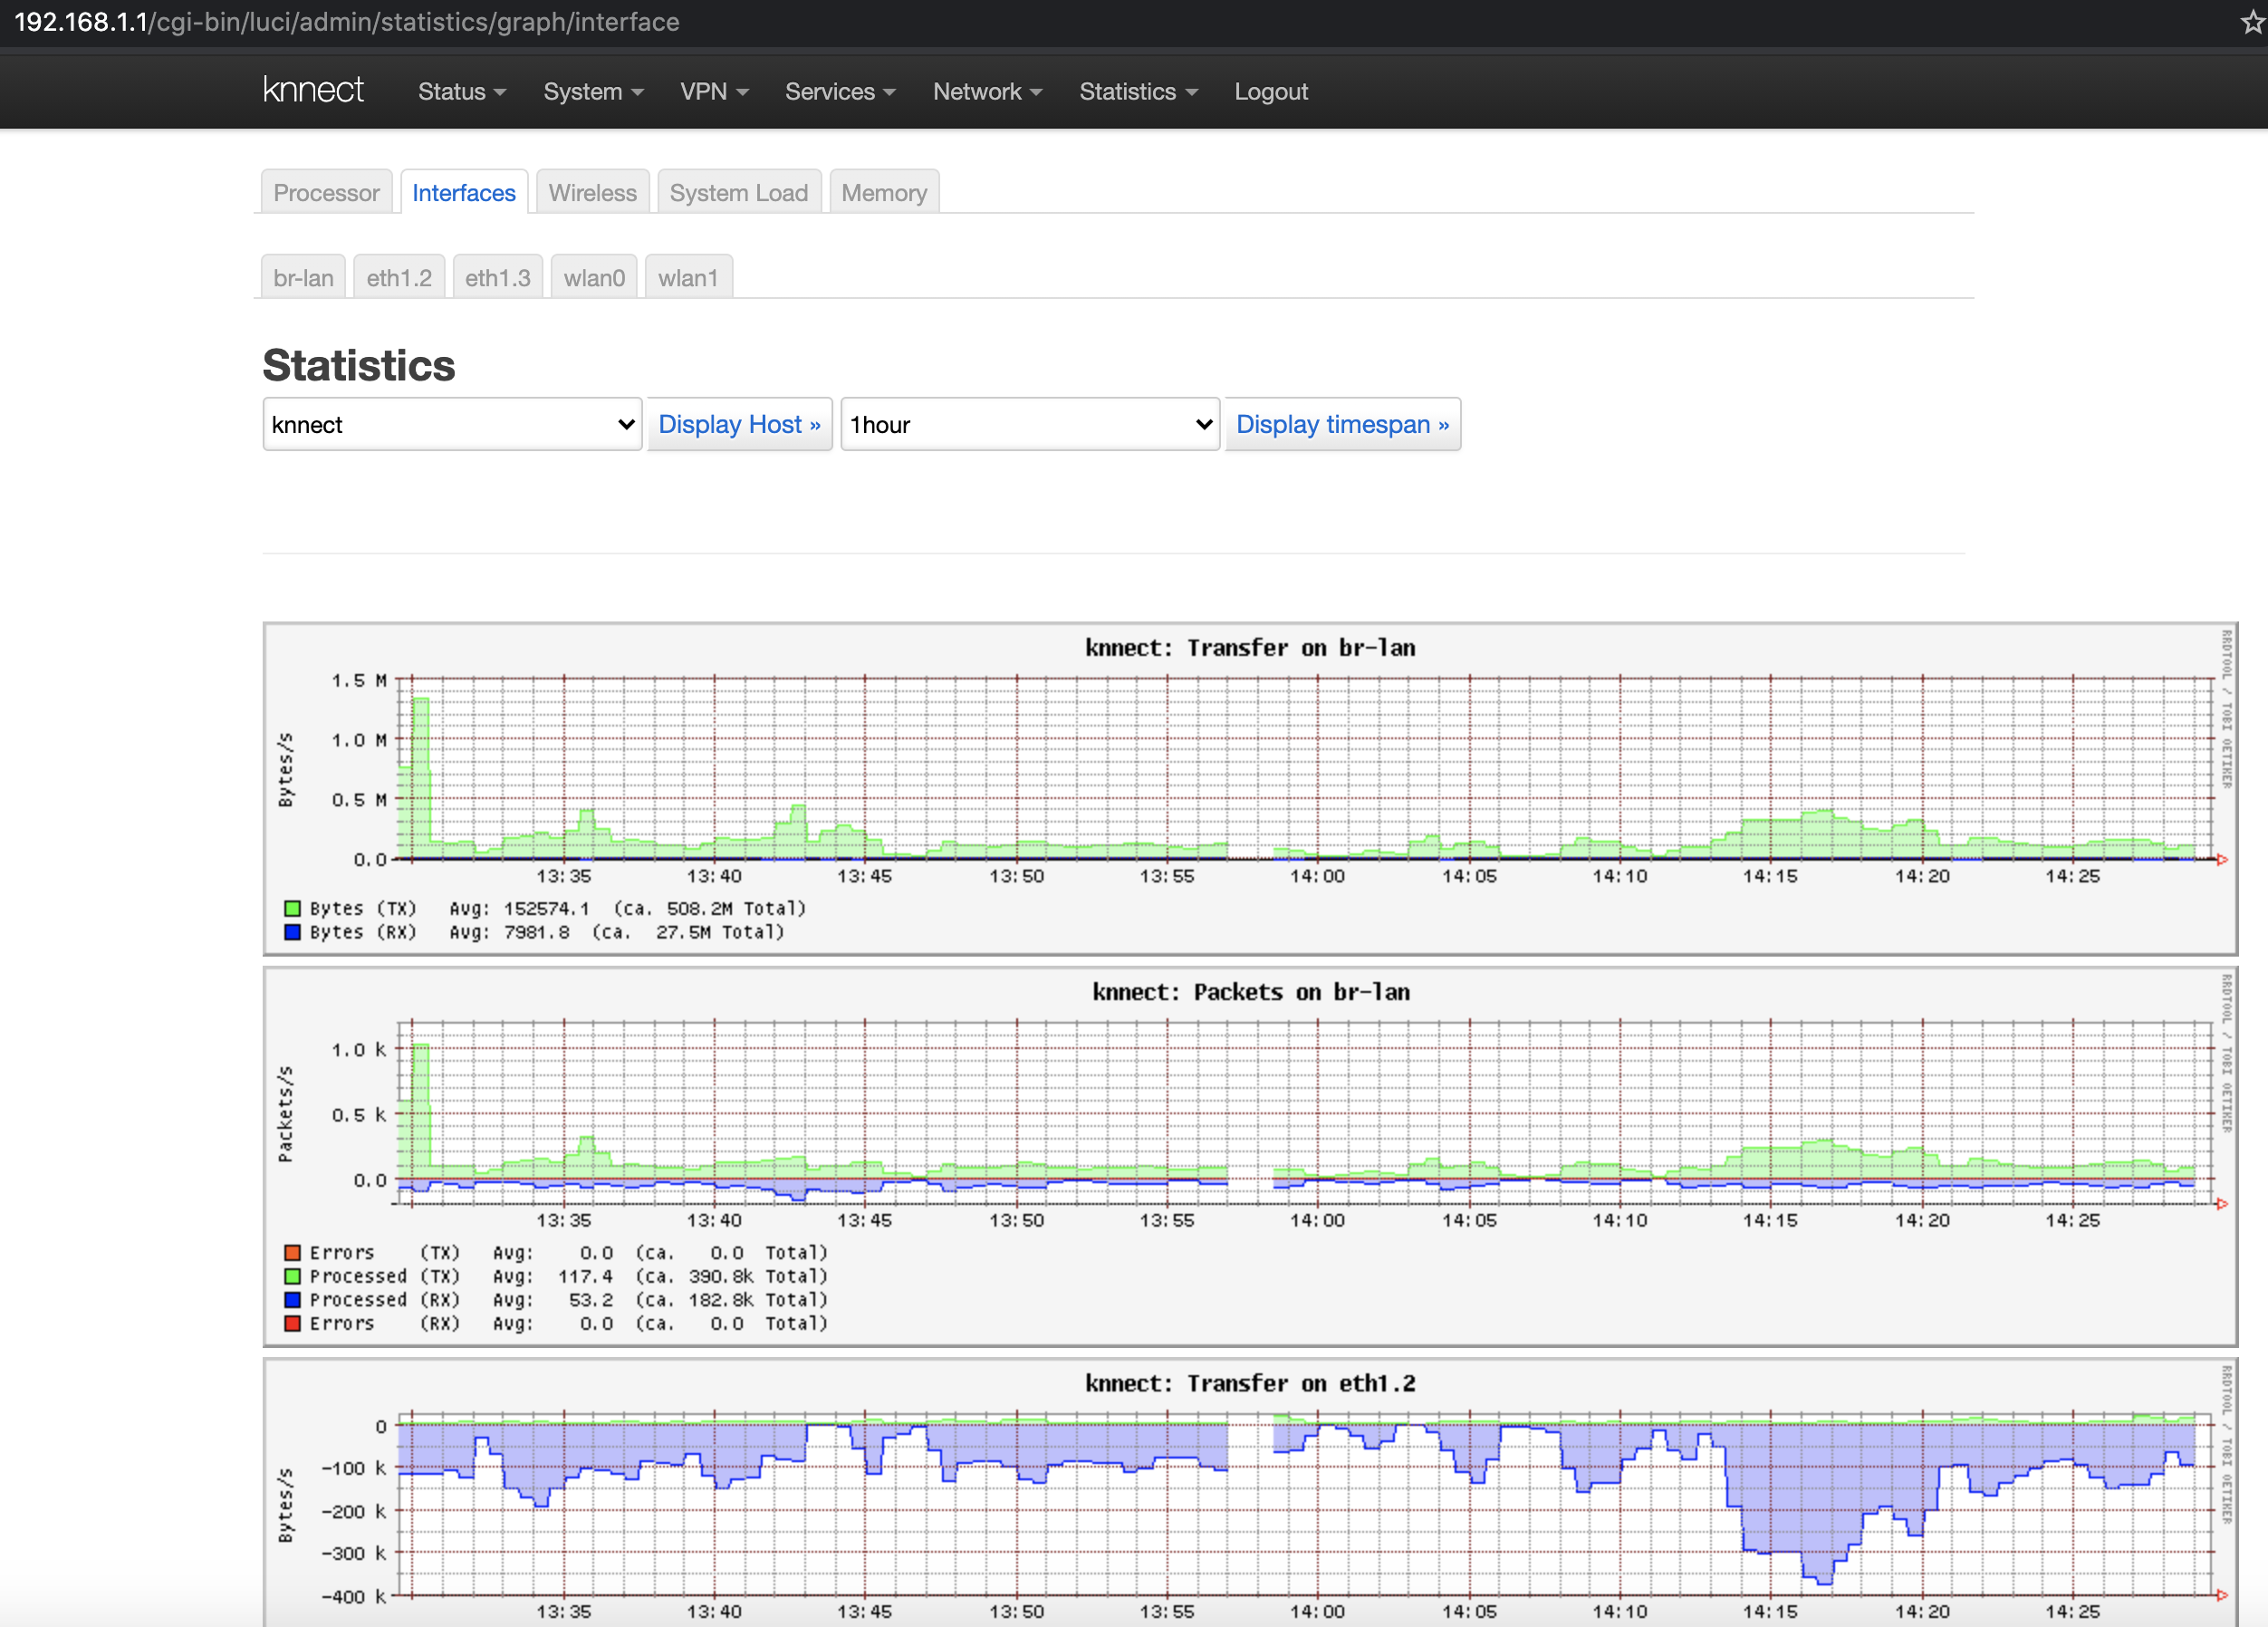 192.168.1.1/cgi-bin/luci/admin/statistics/graph/interface
knnect Status System VPN Services Network Statistics Logout
Processor Interfaces Wireless System Load Memory
br-lan eth1.2 eth1.3 wlan0 wlan1
Statistics
knnect Display Host » 1hour Display timespan »
knnect: Transfer on br-lan
RRDTOOL / TOBI OETIKER
Bytes/s
1.5 M
1.0 M
0.5 M
0.0
13:35 13:40 13:45 13:50 13:55 14:00 14:05 14:10 14:15 14:20 14:25
Bytes (TX) Avg: 152574.1 (ca. 508.2M Total)
Bytes (RX) Avg: 7981.8 (ca. 27.5M Total)
knnect: Packets on br-lan
RRDTOOL / TOBI OETIKER
Packets/s
1.0 k
0.5 k
0.0
13:35 13:40 13:45 13:50 13:55 14:00 14:05 14:10 14:15 14:20 14:25
Errors (TX) Avg: 0.0 (ca. 0.0 Total)
Processed (TX) Avg: 117.4 (ca. 390.8k Total)
Processed (RX) Avg: 53.2 (ca. 182.8k Total)
Errors (RX) Avg: 0.0 (ca. 0.0 Total)
knnect: Transfer on eth1.2
RRDTOOL / TOBI OETIKER
Bytes/s
0
-100 k
-200 k
-300 k
-400 k
13:35 13:40 13:45 13:50 13:55 14:00 14:05 14:10 14:15 14:20 14:25